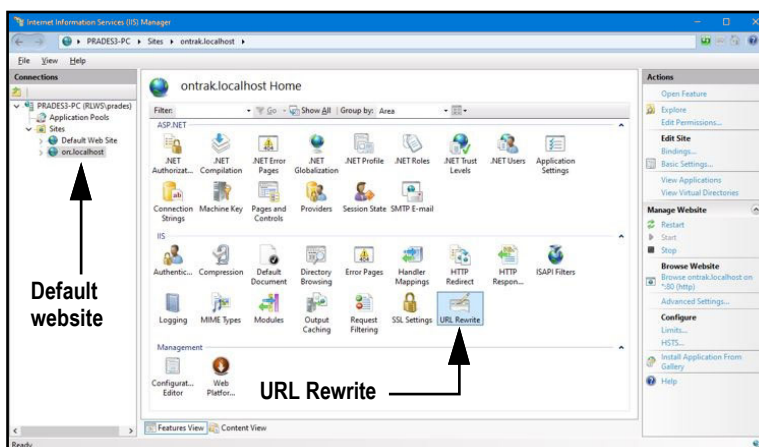 Internet Information Services (IIS) Manager
PRADES3-PC ▸ Sites ▸ ontrak.localhost ▸
File View Help
Connections
PRADES3-PC (RLWS\prades)
Application Pools
Sites
Default Web Site
on.localhost
Default
website
ontrak.localhost Home
Filter: Go Show All Group by: Area
ASP.NET
.NET Authorizat... .NET Compilation .NET Error Pages .NET Globalization .NET Profile .NET Roles .NET Trust Levels .NET Users Application Settings
Connection Strings Machine Key Pages and Controls Providers Session State SMTP E-mail
IIS
Authentic... Compression Default Document Directory Browsing Error Pages Handler Mappings HTTP Redirect HTTP Respon... ISAPI Filters
Logging MIME Types Modules Output Caching Request Filtering SSL Settings URL Rewrite
Management
Configurat... Editor Web Platfor...
URL Rewrite
Features View Content View
Actions
Open Feature
Explore
Edit Permissions...
Edit Site
Bindings...
Basic Settings...
View Applications
View Virtual Directories
Manage Website
Restart
Start
Stop
Browse Website
Browse ontrak.localhost on
*:80 (http)
Advanced Settings...
Configure
Limits...
HSTS...
Install Application From
Gallery
Help
Ready